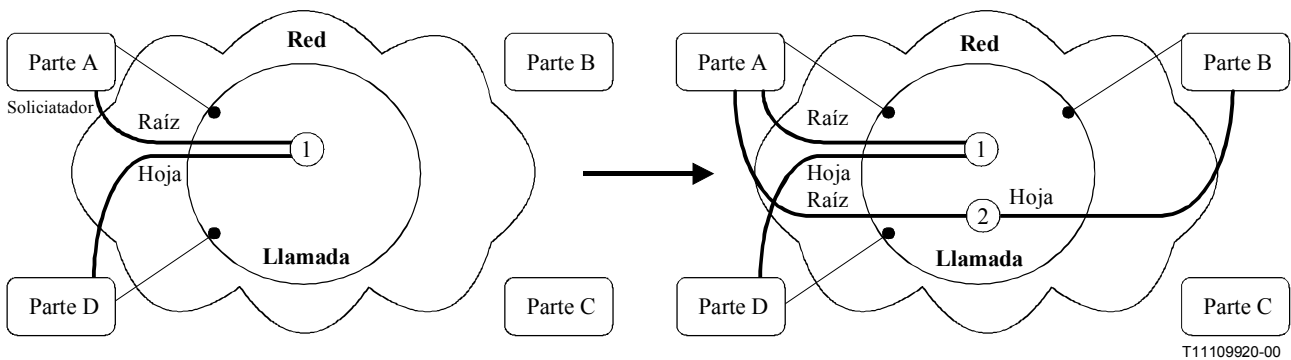 Red
Parte A
Parte B
Soliciatador
Raíz
1
Hoja
Llamada
Parte D
Parte C
Red
Parte A
Parte B
Raíz
1
Hoja
Raíz
2
Hoja
Llamada
Parte D
Parte C
T11109920-00